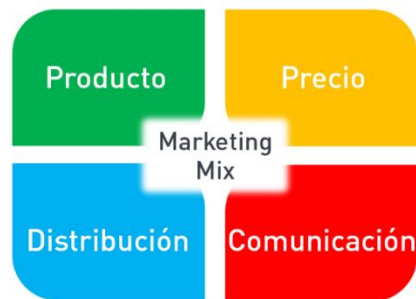 Producto
Precio
Marketing
Mix
Distribución
Comunicación